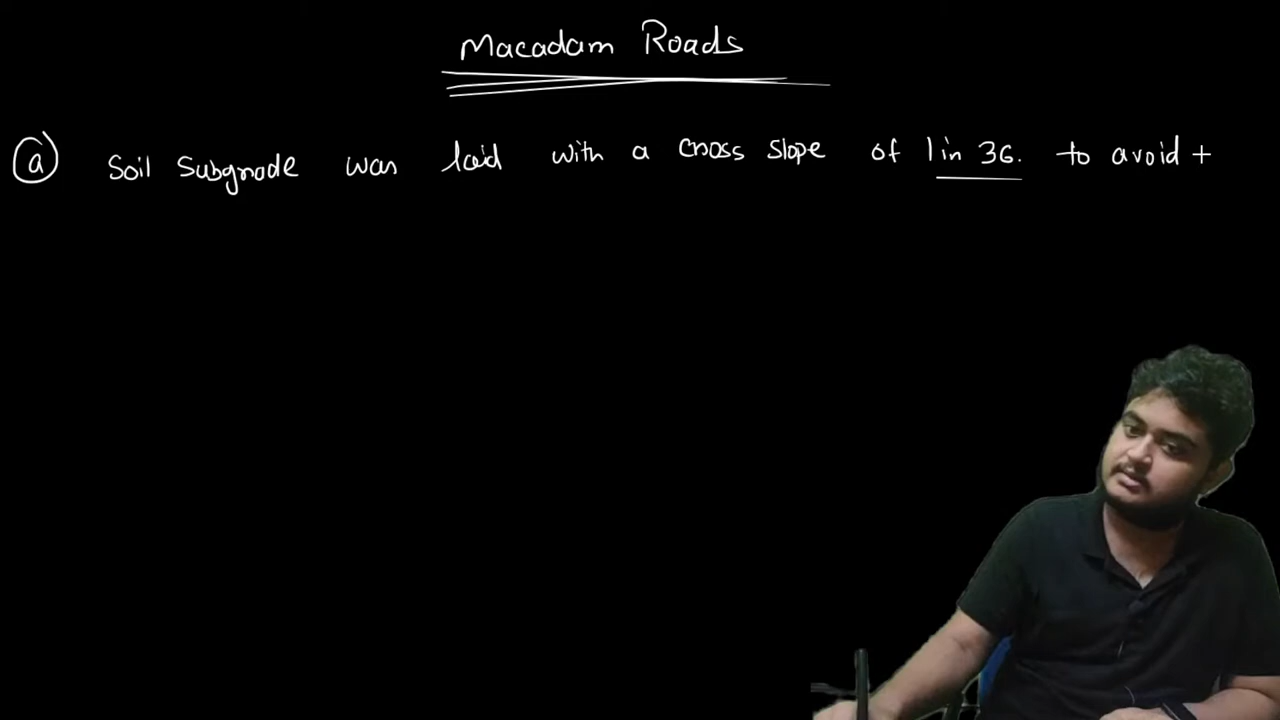 Macadam Roads
(a) Soil Subgrade was laid with a cross slope of 1 in 36. to avoid t